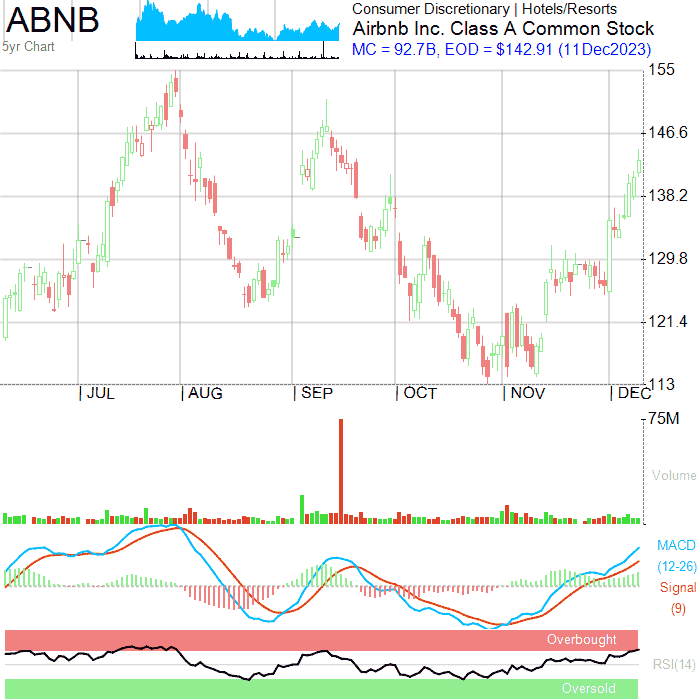 ABNB
5yr Chart
Consumer Discretionary | Hotels/Resorts
Airbnb Inc. Class A Common Stock
MC = 92.7B, EOD = $142.91 (11Dec2023)
155
146.6
138.2
129.8
121.4
113
|JUL |AUG |SEP |OCT |NOV |DEC
75M
Volume
MACD
(12-26)
Signal
(9)
Overbought
RSI(14)
Oversold